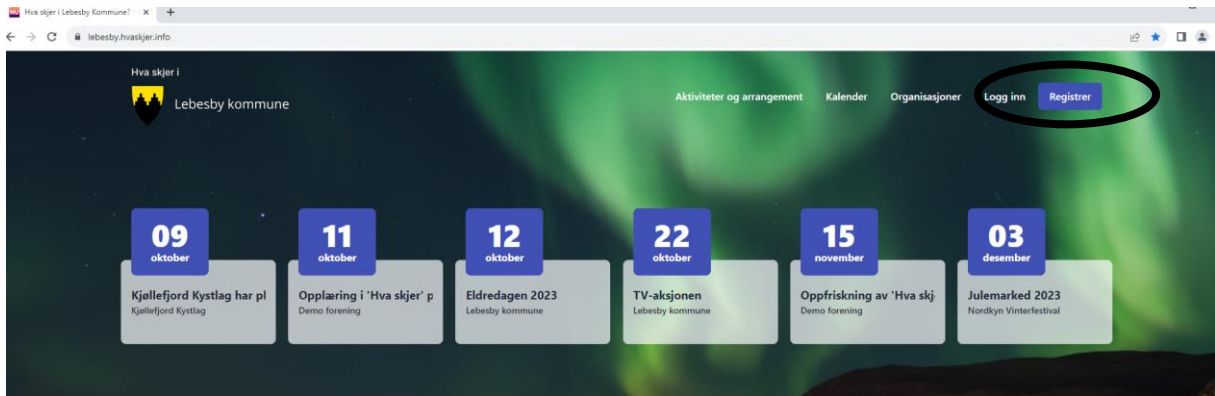 Hva skjer i Lebesby Kommune?
lebesby.hvaskjer.info
Hva skjer i
Lebesby kommune
Aktiviteter og arrangement Kalender Organisasjoner Logg inn Registrer
09
oktober
Kjøllefjord Kystlag har pl
Kjøllefjord Kystlag
11
oktober
Opplæring i 'Hva skjer' p
Demo forening
12
oktober
Eldredagen 2023
Lebesby kommune
22
oktober
TV-aksjonen
Lebesby kommune
15
november
Oppfriskning av 'Hva skj
Demo forening
03
desember
Julemarked 2023
Nordkyn Vinterfestival